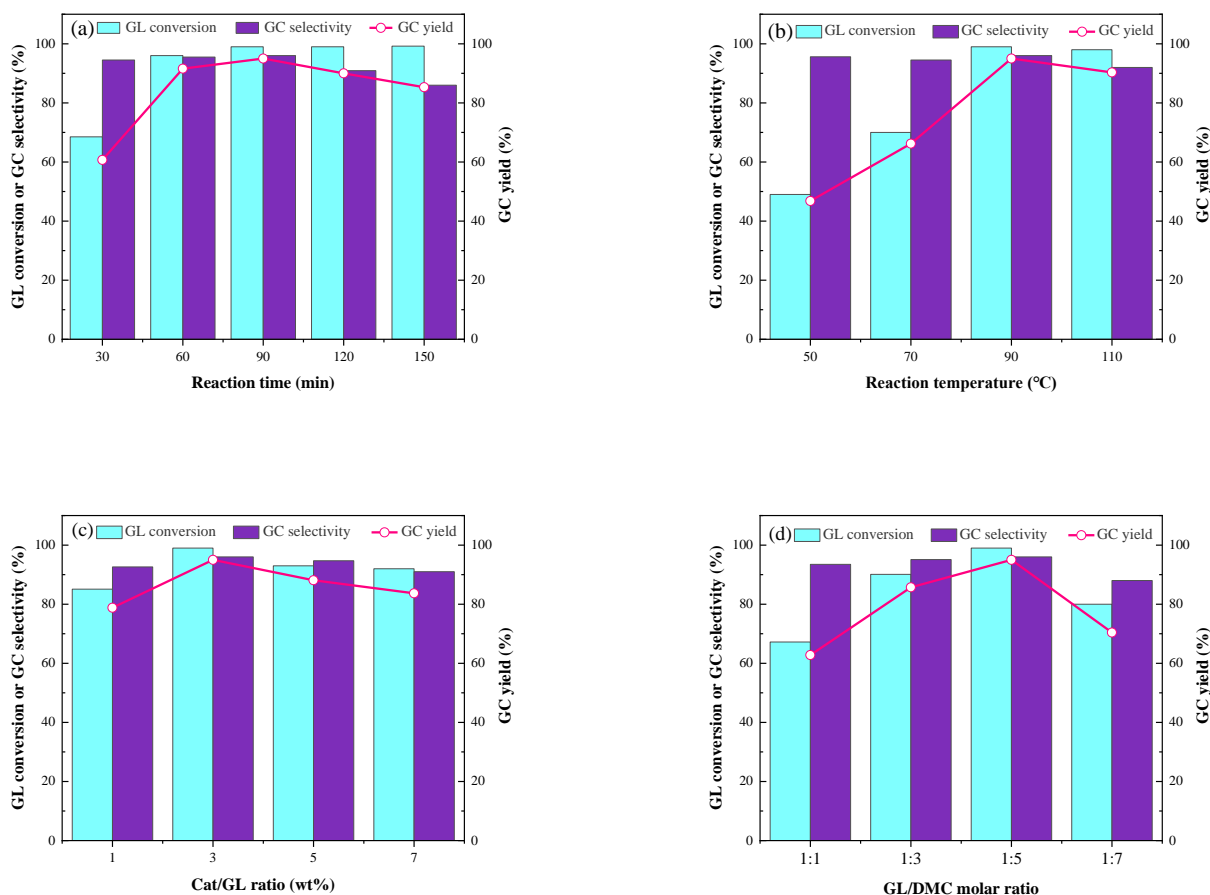 (a) GL conversion GC selectivity GC yield
GL conversion or GC selectivity (%)
100
80
60
40
20
0
100
80
60
40
20
0
GC yield (%)
30 60 90 120 150
Reaction time (min)
(b) GL conversion GC selectivity GC yield
GL conversion or GC selectivity (%)
100
80
60
40
20
0
100
80
60
40
20
0
GC yield (%)
50 70 90 110
Reaction temperature (°C)
(c) GL conversion GC selectivity GC yield
GL conversion or GC selectivity (%)
100
80
60
40
20
0
100
80
60
40
20
0
GC yield (%)
1 3 5 7
Cat/GL ratio (wt%)
(d) GL conversion GC selectivity GC yield
GL conversion or GC selectivity (%)
100
80
60
40
20
0
100
80
60
40
20
0
GC yield (%)
1:1 1:3 1:5 1:7
GL/DMC molar ratio